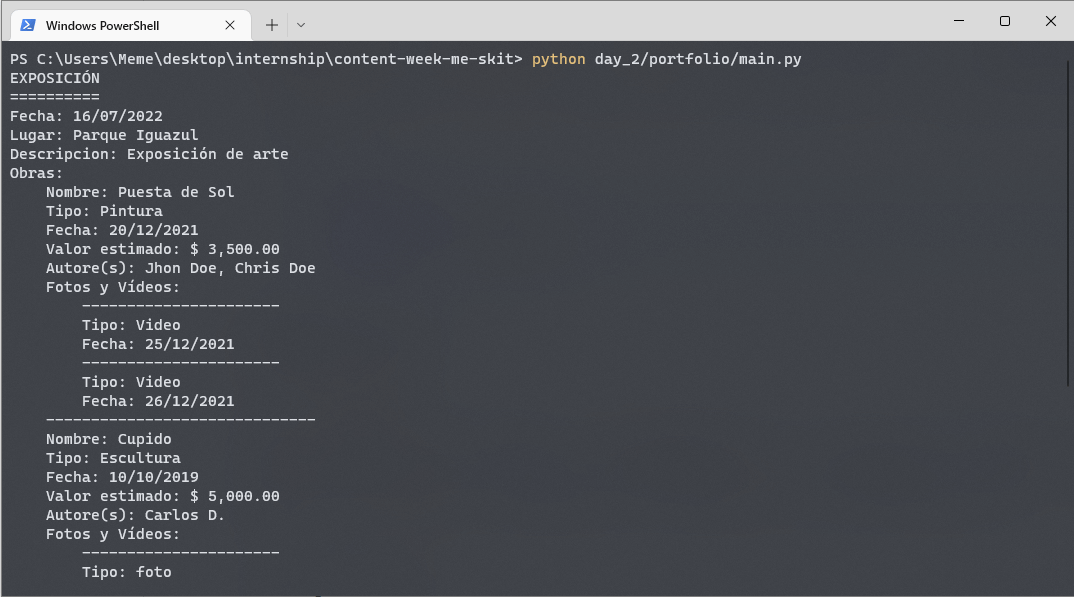 Windows PowerShell
PS C:\Users\Meme\desktop\internship\content-week-me-skit> python day_2/portfolio/main.py
EXPOSICIÓN
==========
Fecha: 16/07/2022
Lugar: Parque Iguazul
Descripcion: Exposición de arte
Obras:
    Nombre: Puesta de Sol
    Tipo: Pintura
    Fecha: 20/12/2021
    Valor estimado: $ 3,500.00
    Autore(s): Jhon Doe, Chris Doe
    Fotos y Vídeos:
        ----------------------
        Tipo: Video
        Fecha: 25/12/2021
        ----------------------
        Tipo: Video
        Fecha: 26/12/2021
    ------------------------------
    Nombre: Cupido
    Tipo: Escultura
    Fecha: 10/10/2019
    Valor estimado: $ 5,000.00
    Autore(s): Carlos D.
    Fotos y Vídeos:
        ----------------------
        Tipo: foto